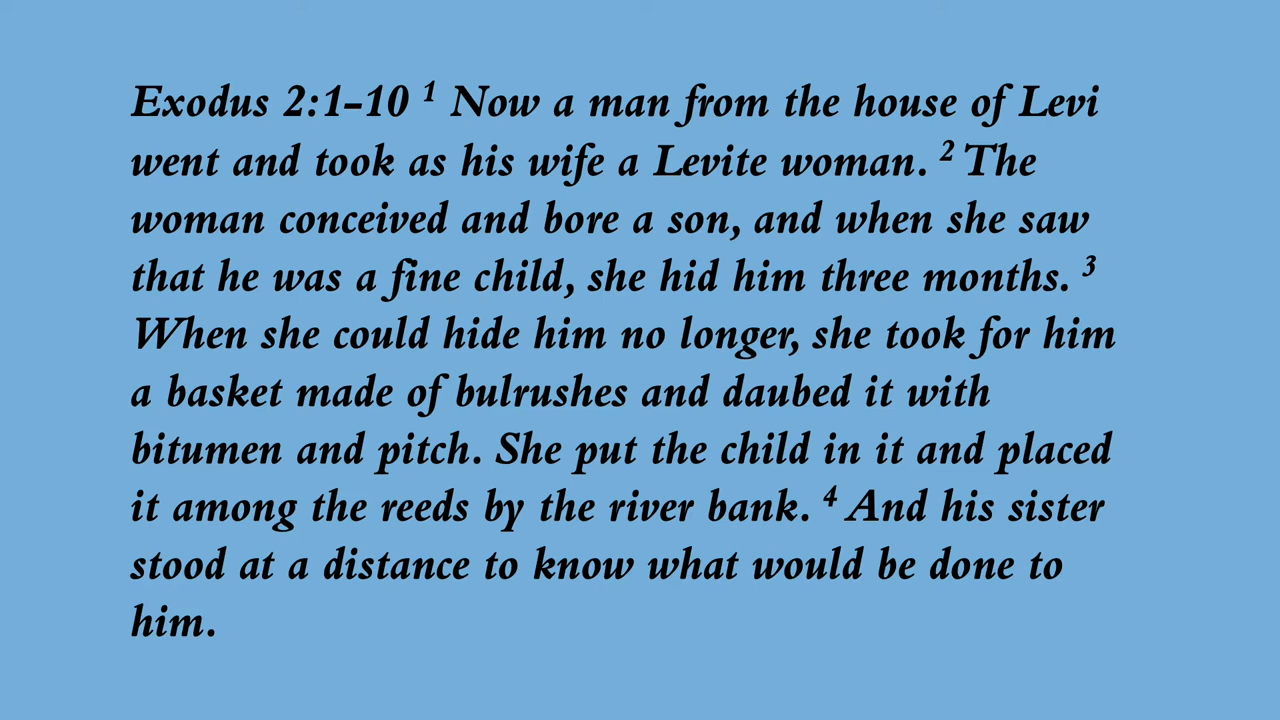 Exodus 2:1–10 ¹ Now a man from the house of Levi
went and took as his wife a Levite woman. ² The
woman conceived and bore a son, and when she saw
that he was a fine child, she hid him three months. ³
When she could hide him no longer, she took for him
a basket made of bulrushes and daubed it with
bitumen and pitch. She put the child in it and placed
it among the reeds by the river bank. ⁴ And his sister
stood at a distance to know what would be done to
him.